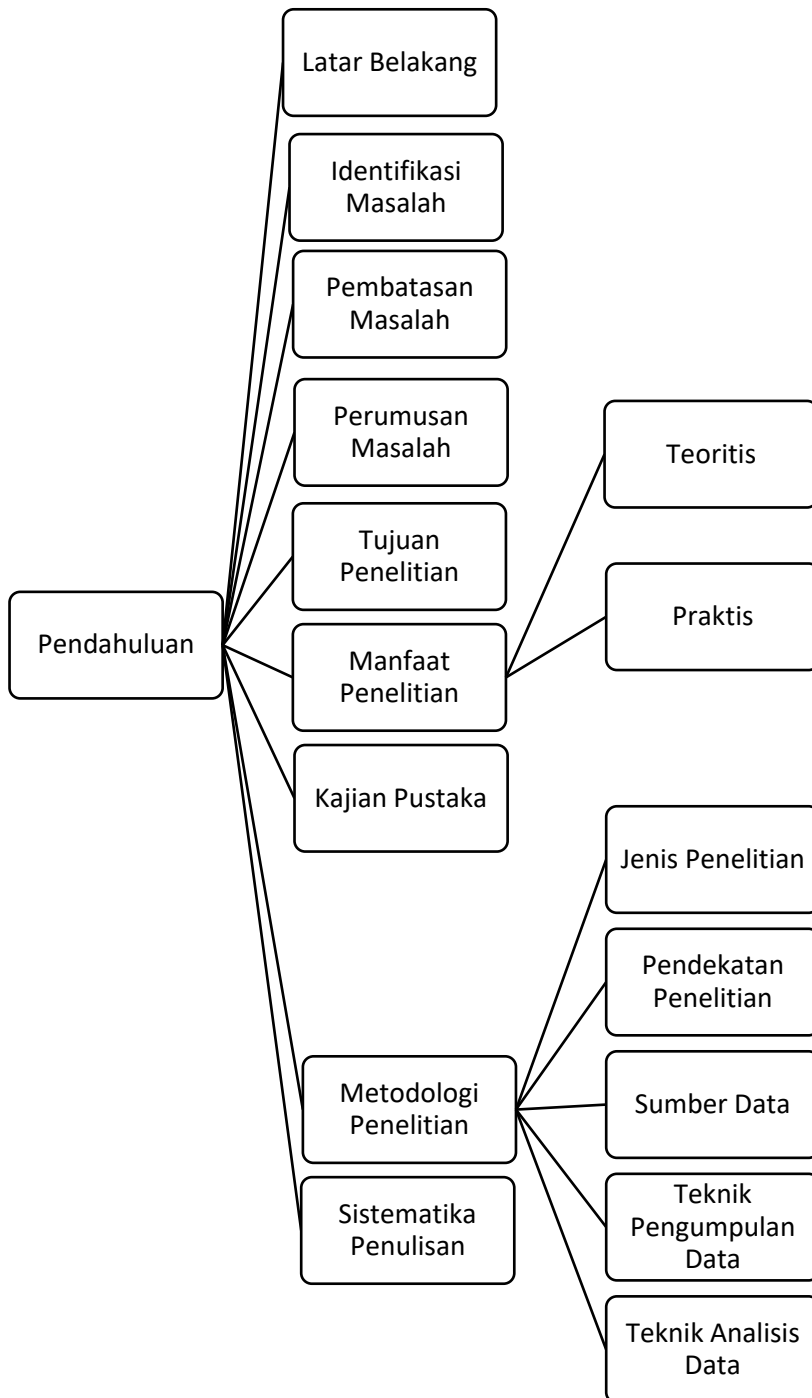 Latar Belakang
Identifikasi
Masalah
Pembatasan
Masalah
Perumusan
Masalah
Tujuan
Penelitian
Pendahuluan
Manfaat
Penelitian
Teoritis
Praktis
Kajian Pustaka
Metodologi
Penelitian
Jenis Penelitian
Pendekatan
Penelitian
Sumber Data
Teknik
Pengumpulan
Data
Teknik Analisis
Data
Sistematika
Penulisan